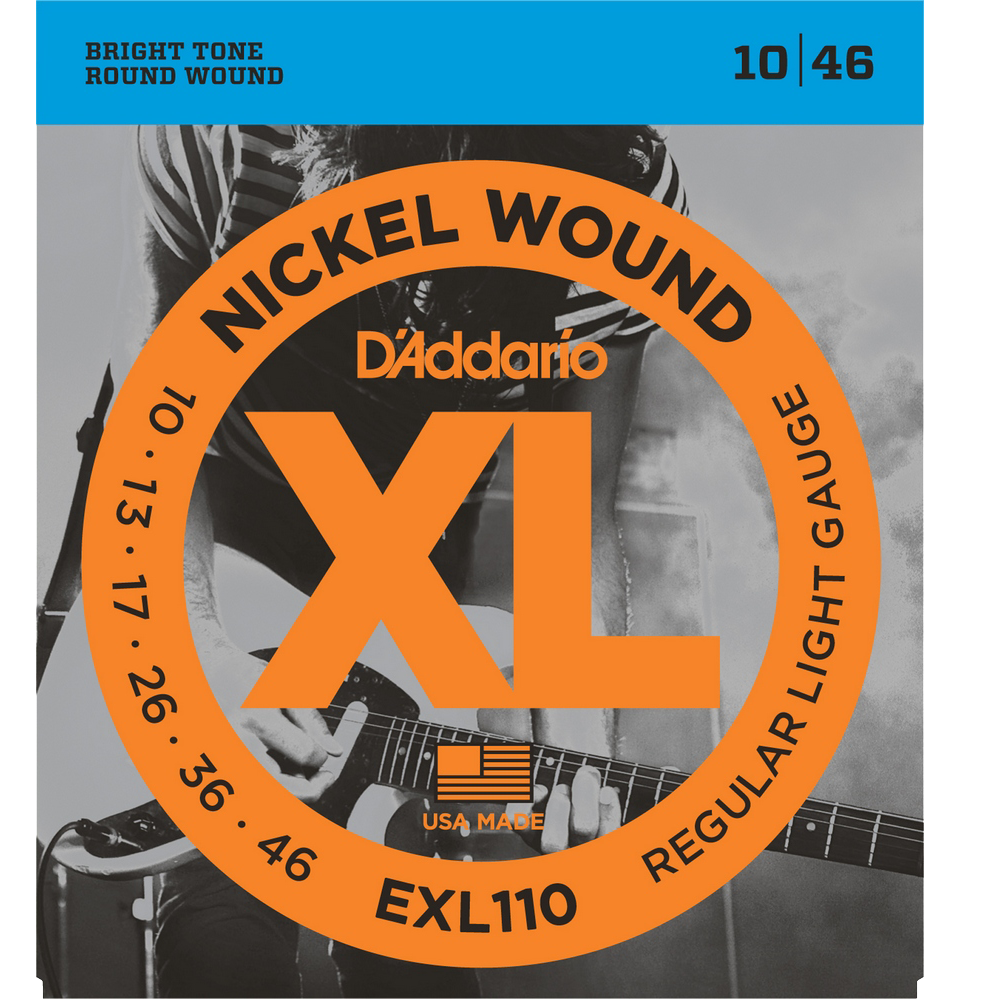 BRIGHT TONE
ROUND WOUND
10|46
NICKEL WOUND
D'Addario
XL
USA MADE
10 · 13 · 17 · 26 · 36 · 46
EXL110
REGULAR LIGHT GAUGE